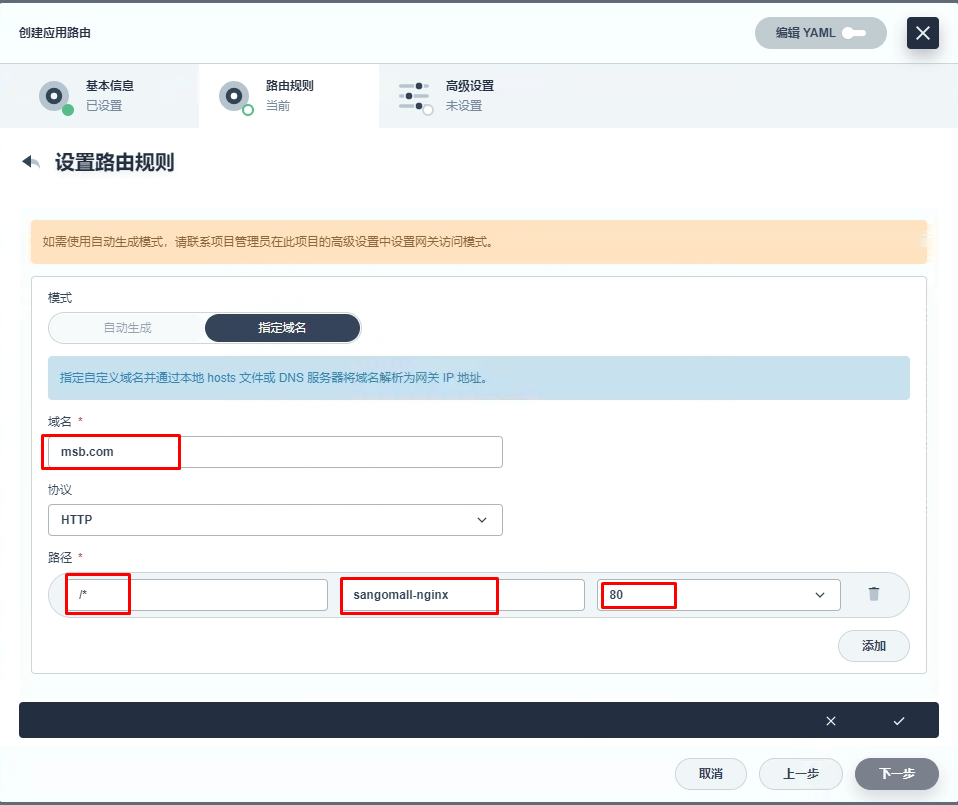 创建应用路由
编辑 YAML
基本信息
已设置
路由规则
当前
高级设置
未设置
设置路由规则
如需使用自动生成模式，请联系项目管理员在此项目的高级设置中设置网关访问模式。
模式
自动生成
指定域名
指定自定义域名并通过本地 hosts 文件或 DNS 服务器将域名解析为网关 IP 地址。
域名 *
msb.com
协议
HTTP
路径 *
/*
sangomall-nginx
80
添加
取消
上一步
下一步